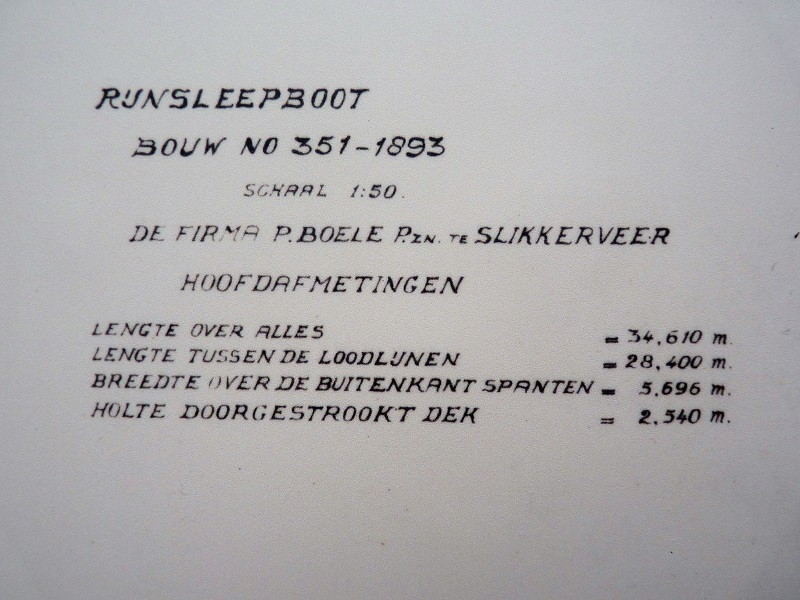 RIJNSLEEPBOOT
BOUW NO 351-1893
SCHAAL 1:50.
DE FIRMA P. BOELE P.ZN. TE SLIKKERVEER
HOOFDAFMETINGEN
LENGTE OVER ALLES = 34,610 m.
LENGTE TUSSEN DE LOODLIJNEN = 28,400 m.
BREEDTE OVER DE BUITENKANT SPANTEN = 5,696 m.
HOLTE DOORGESTROOKT DEK = 2,540 m.